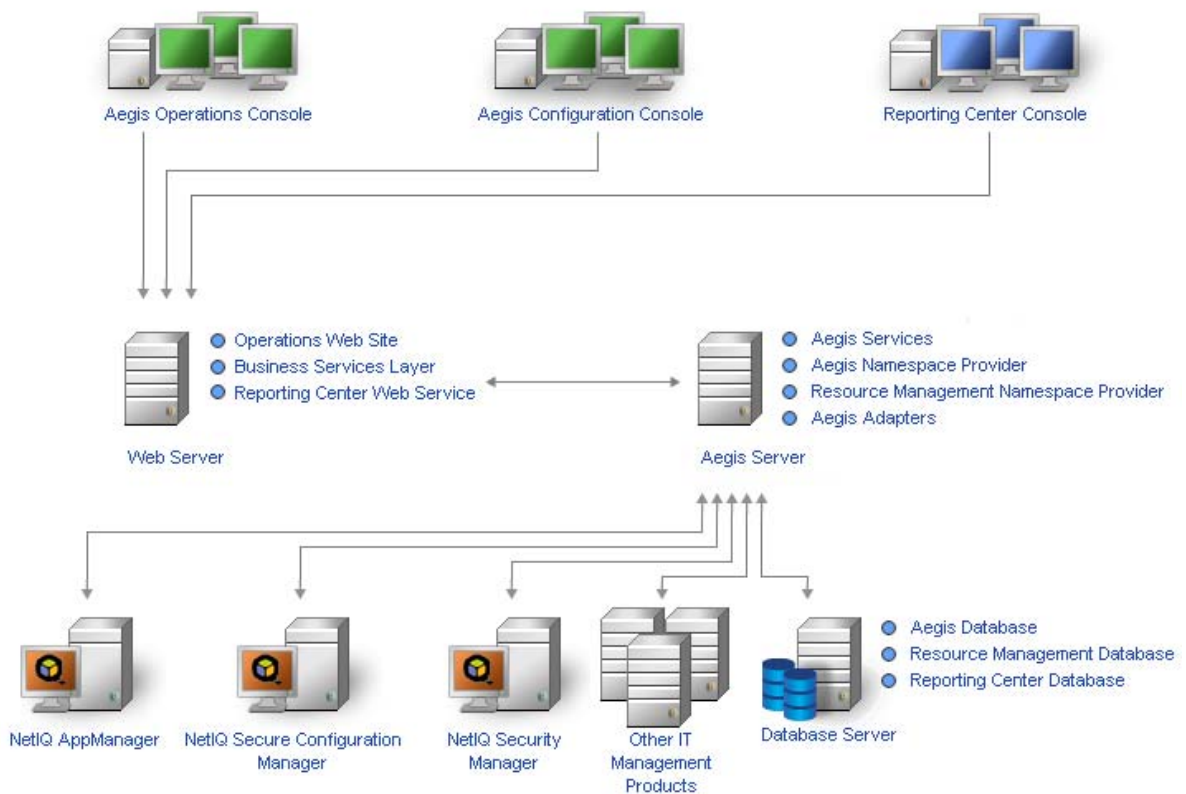 Aegis Operations Console
Aegis Configuration Console
Reporting Center Console
Operations Web Site
Business Services Layer
Reporting Center Web Service
Web Server
Aegis Services
Aegis Namespace Provider
Resource Management Namespace Provider
Aegis Adapters
Aegis Server
NetIQ AppManager
NetIQ Secure Configuration
Manager
NetIQ Security
Manager
Other IT
Management
Products
Aegis Database
Resource Management Database
Reporting Center Database
Database Server